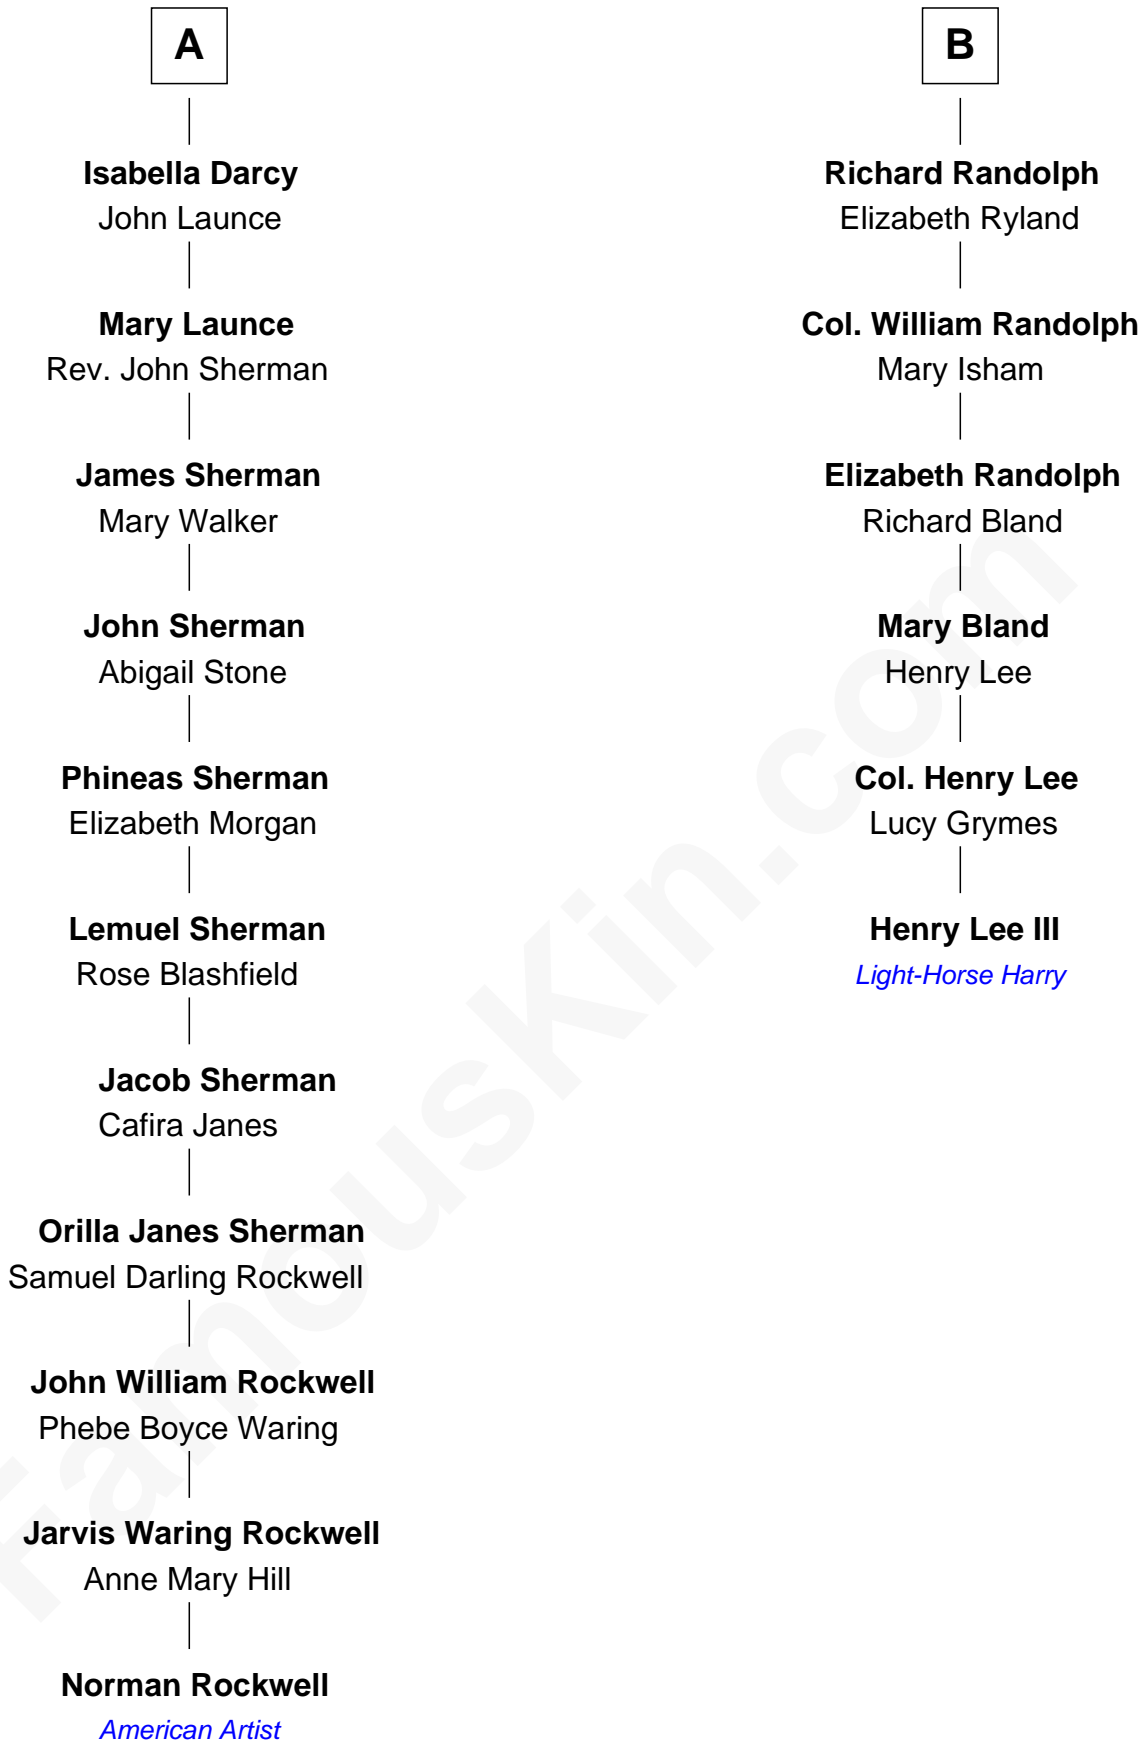 A
Isabella Darcy
John Launce
Mary Launce
Rev. John Sherman
James Sherman
Mary Walker
John Sherman
Abigail Stone
Phineas Sherman
Elizabeth Morgan
Lemuel Sherman
Rose Blashfield
Jacob Sherman
Cafira Janes
Orilla Janes Sherman
Samuel Darling Rockwell
John William Rockwell
Phebe Boyce Waring
Jarvis Waring Rockwell
Anne Mary Hill
Norman Rockwell
American Artist
B
Richard Randolph
Elizabeth Ryland
Col. William Randolph
Mary Isham
Elizabeth Randolph
Richard Bland
Mary Bland
Henry Lee
Col. Henry Lee
Lucy Grymes
Henry Lee III
Light-Horse Harry
FamousKin.com